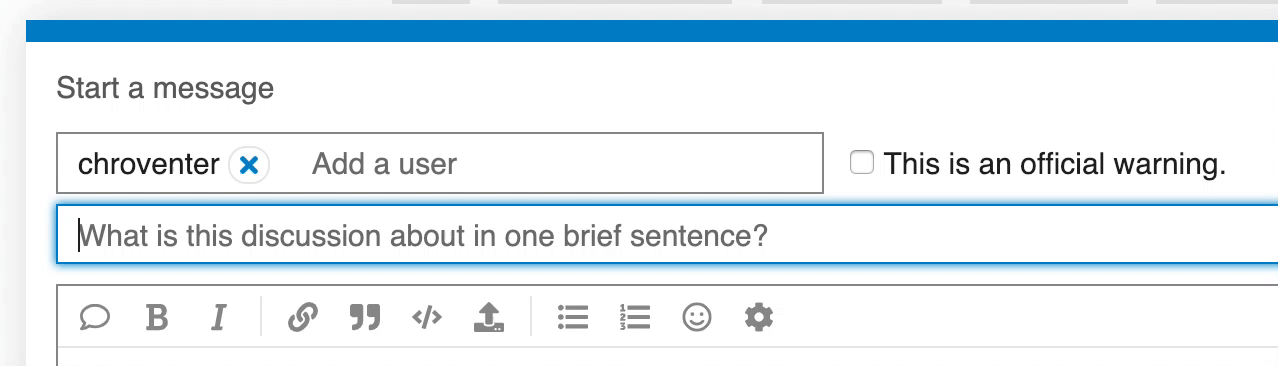 Start a message
chroventer Add a user This is an official warning.
What is this discussion about in one brief sentence?
B I